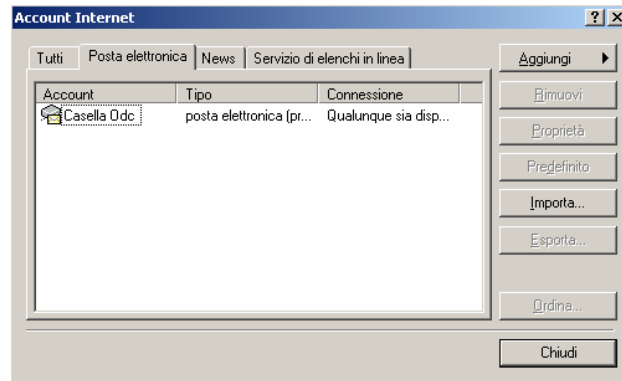 Account Internet
Tutti Posta elettronica News Servizio di elenchi in linea
Account Tipo Connessione
Casella Odc posta elettronica (pr... Qualunque sia disp...
Aggiungi
Rimuovi
Proprietà
Predefinito
Importa...
Esporta...
Ordina...
Chiudi